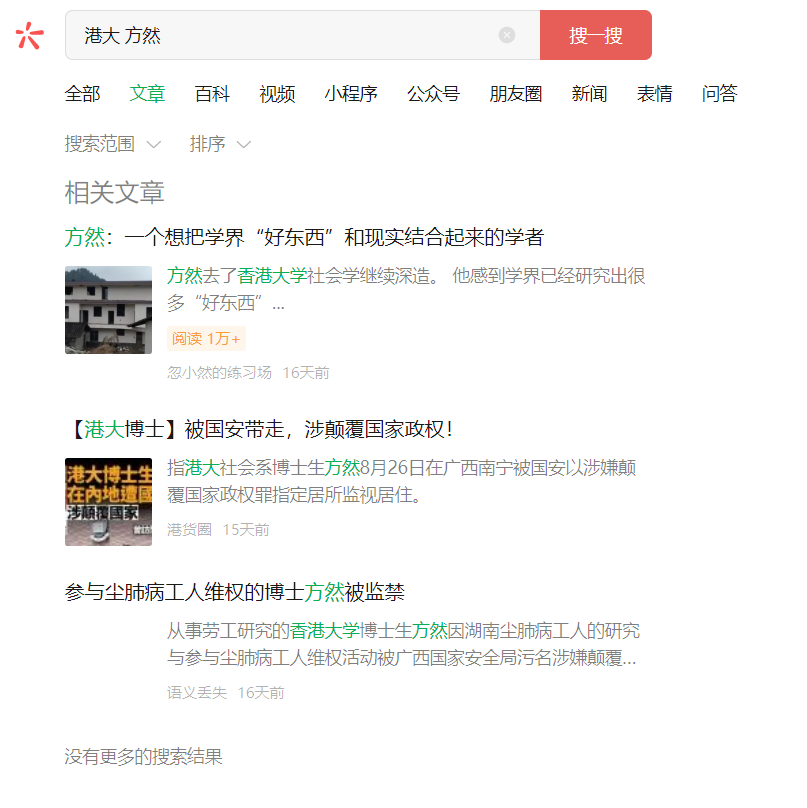 港大 方然
搜一搜
全部 文章 百科 视频 小程序 公众号 朋友圈 新闻 表情 问答
搜索范围 排序
相关文章
方然：一个想把学界“好东西”和现实结合起来的学者
方然去了香港大学社会学继续深造。 他感到学界已经研究出很
多“好东西”...
阅读 1万+
忽小然的练习场 16天前
【港大博士】被国安带走，涉颠覆国家政权！
港大博士生
在內地遭國
涉顛覆國家
指港大社会系博士生方然8月26日在广西南宁被国安以涉嫌颠
覆国家政权罪指定居所监视居住。
港货圈 15天前
参与尘肺病工人维权的博士方然被监禁
从事劳工研究的香港大学博士生方然因湖南尘肺病工人的研究
与参与尘肺病工人维权活动被广西国家安全局污名涉嫌颠覆...
语义丢失 16天前
没有更多的搜索结果